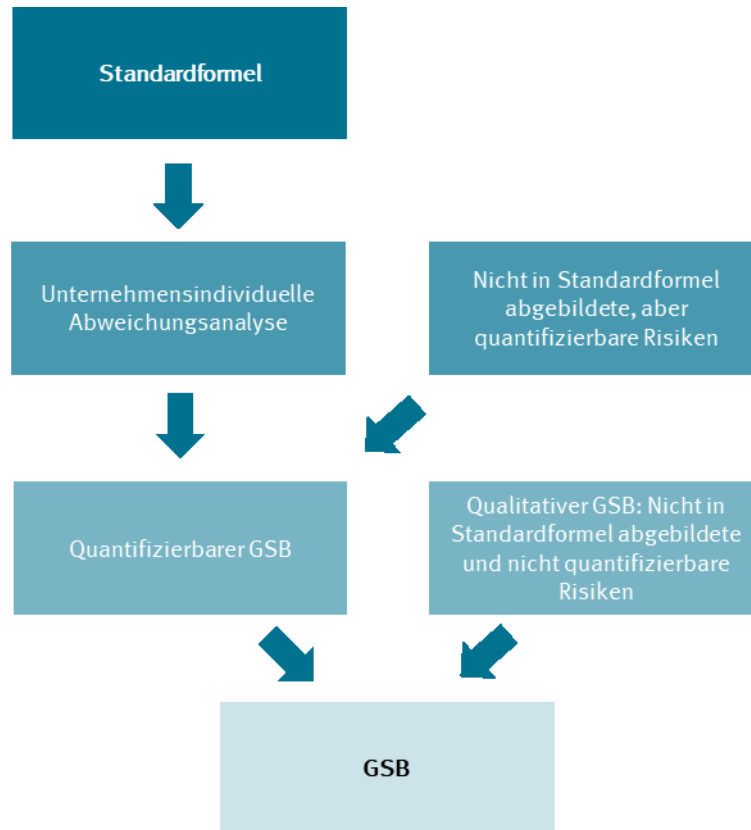 Standardformel
Unternehmensindividuelle
Abweichungsanalyse
Nicht in Standardformel
abgebildete, aber
quantifizierbare Risiken
Quantifizierbarer GSB
Qualitativer GSB: Nicht in
Standardformel abgebildete
und nicht quantifizierbare
Risiken
GSB